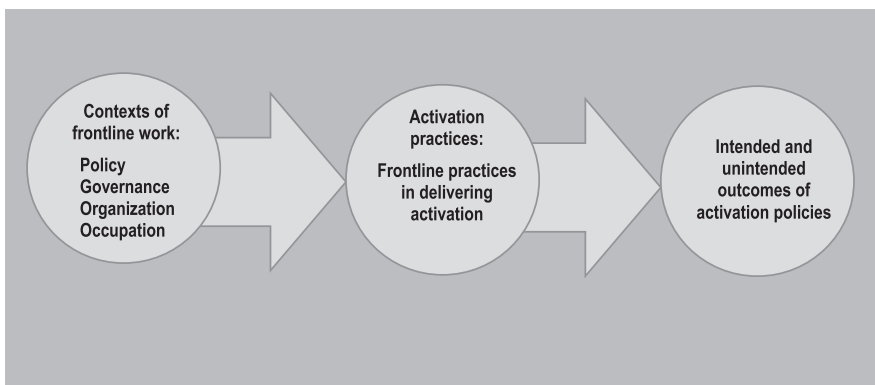 Contexts of
frontline work:
Policy
Governance
Organization
Occupation
Activation
practices:
Frontline practices
in delivering
activation
Intended and
unintended
outcomes of
activation policies